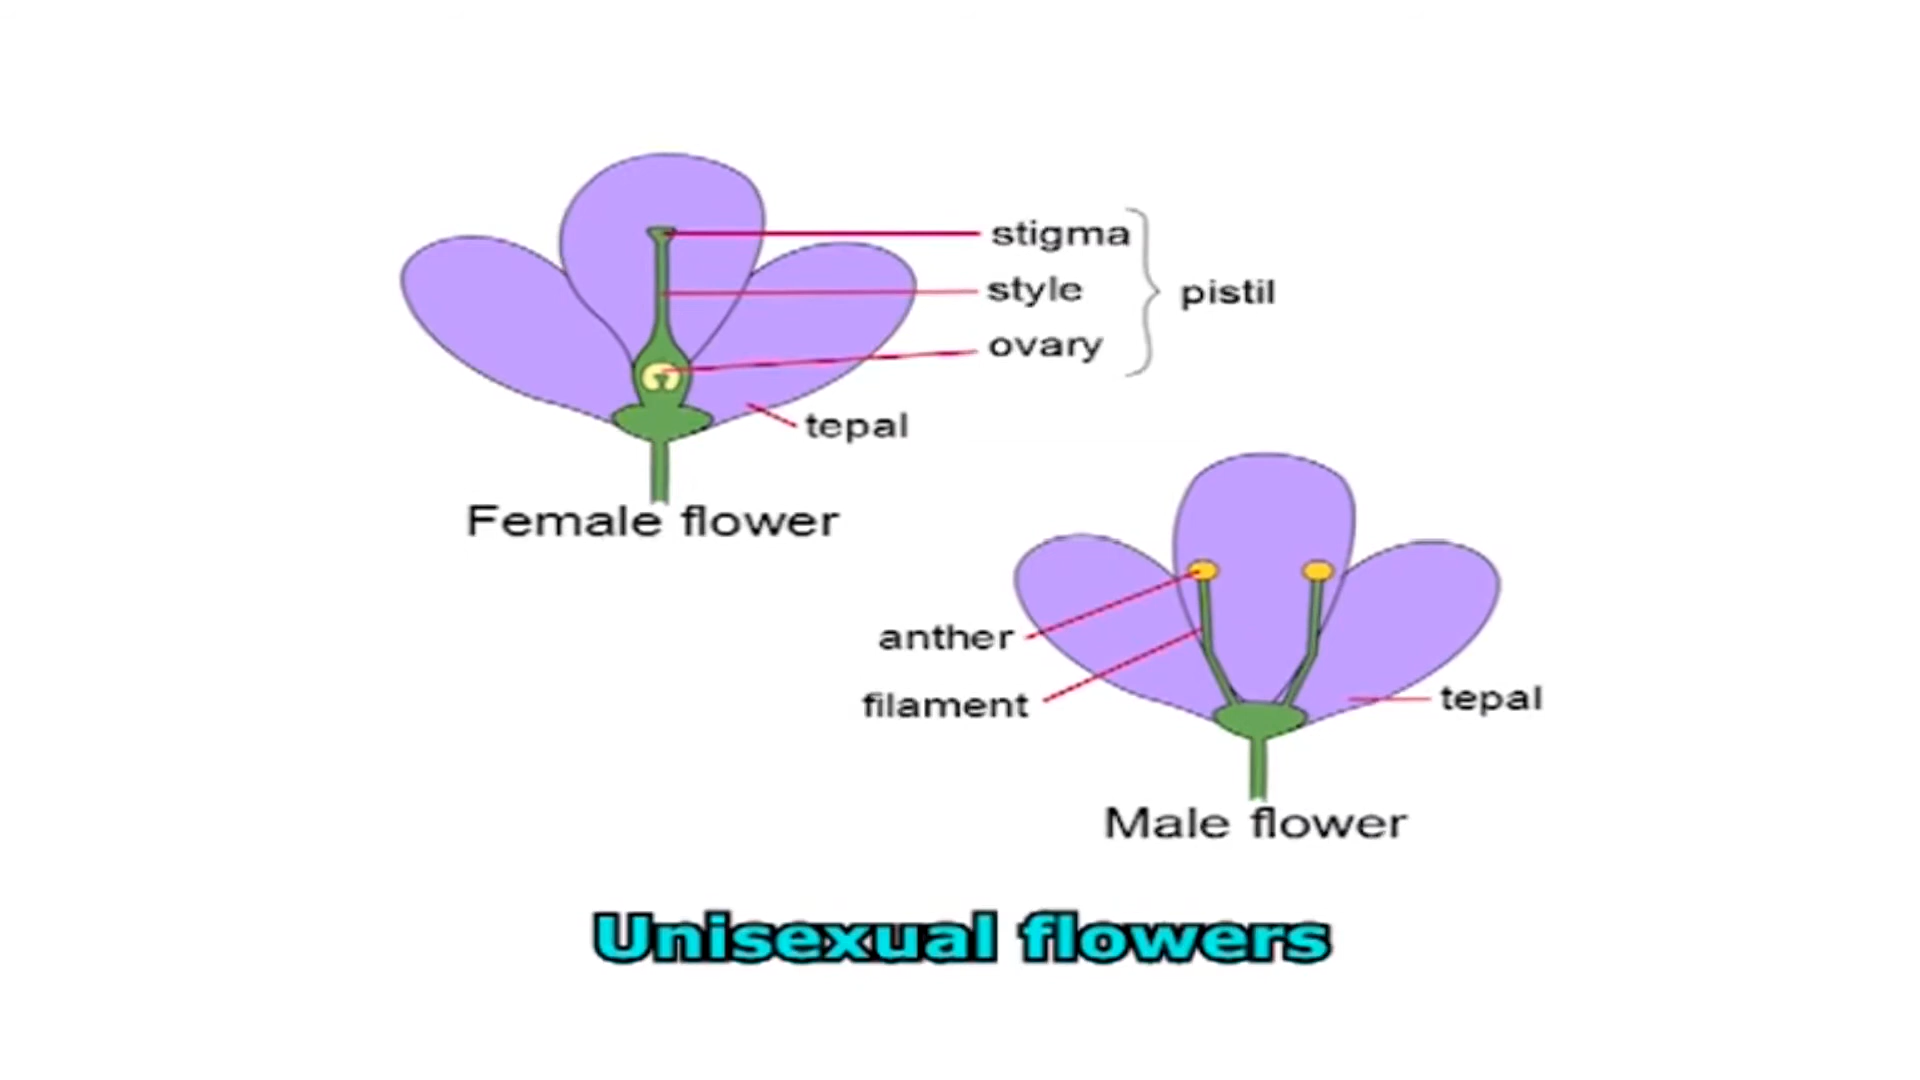 stigma
style
pistil
ovary
tepal
Female flower
anther
filament
tepal
Male flower
Unisexual flowers